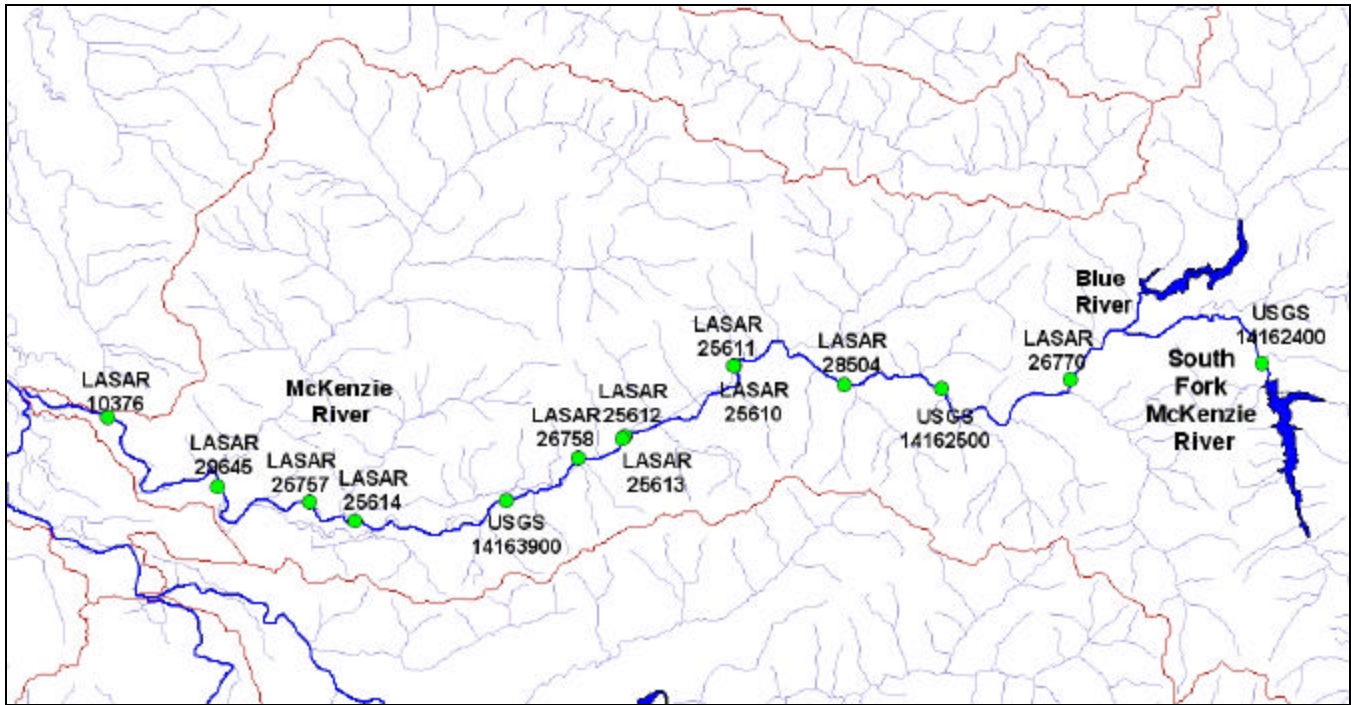 Blue
River
USGS
14162400
LASAR
25611
LASAR
28504
LASAR
26770
South
Fork
McKenzie
River
LASAR
10376
McKenzie
River
LASAR
25612
LASAR
25610
LASAR
26758
USGS
14162500
LASAR
29645
LASAR
26757
LASAR
25614
LASAR
25613
USGS
14163900